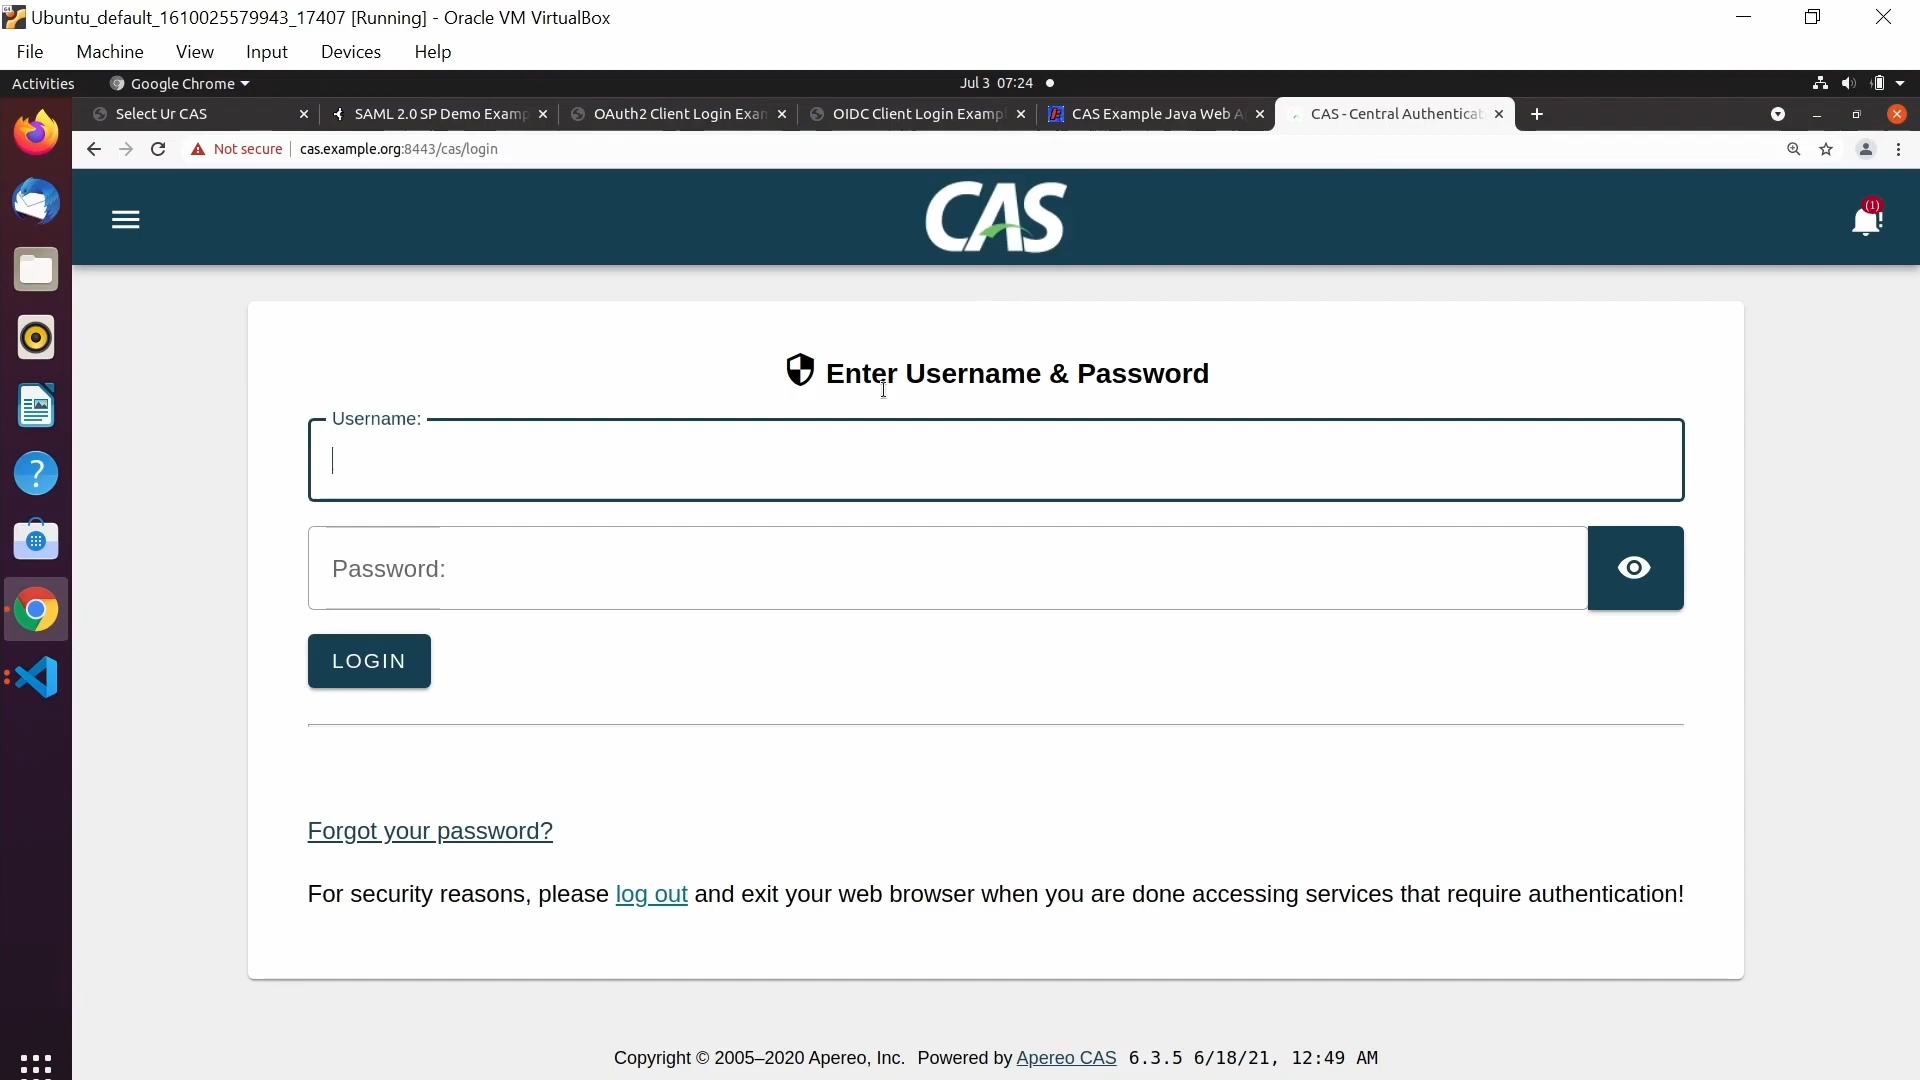 Ubuntu_default_1610025579943_17407 [Running] - Oracle VM VirtualBox
File Machine View Input Devices Help
Activities Google Chrome Jul 3 07:24
Select Ur CAS SAML 2.0 SP Demo Examp OAuth2 Client Login Exam OIDC Client Login Exampl CAS Example Java Web A CAS - Central Authenticat
Not secure cas.example.org:8443/cas/login
CAS
(1)
Enter Username & Password
Username:
Password:
LOGIN
Forgot your password?
For security reasons, please log out and exit your web browser when you are done accessing services that require authentication!
Copyright © 2005–2020 Apereo, Inc. Powered by Apereo CAS 6.3.5 6/18/21, 12:49 AM